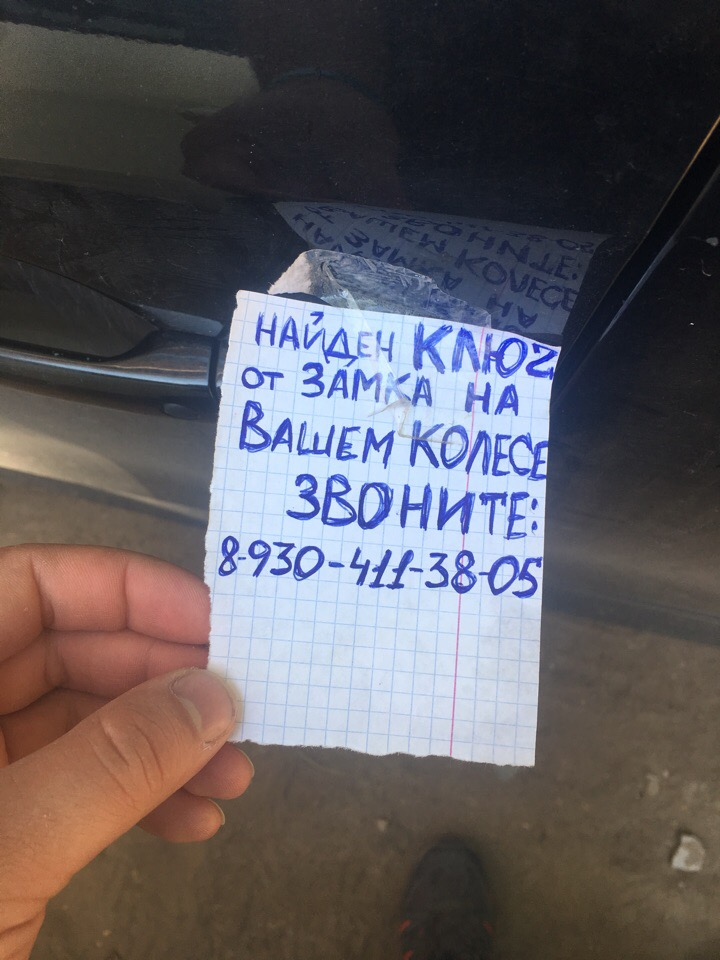 НАЙДЕН КЛЮЧ
от ЗАМКА НА
ВАШЕМ КОЛЕСЕ
ЗВОНИТЕ:
8-930-411-38-05